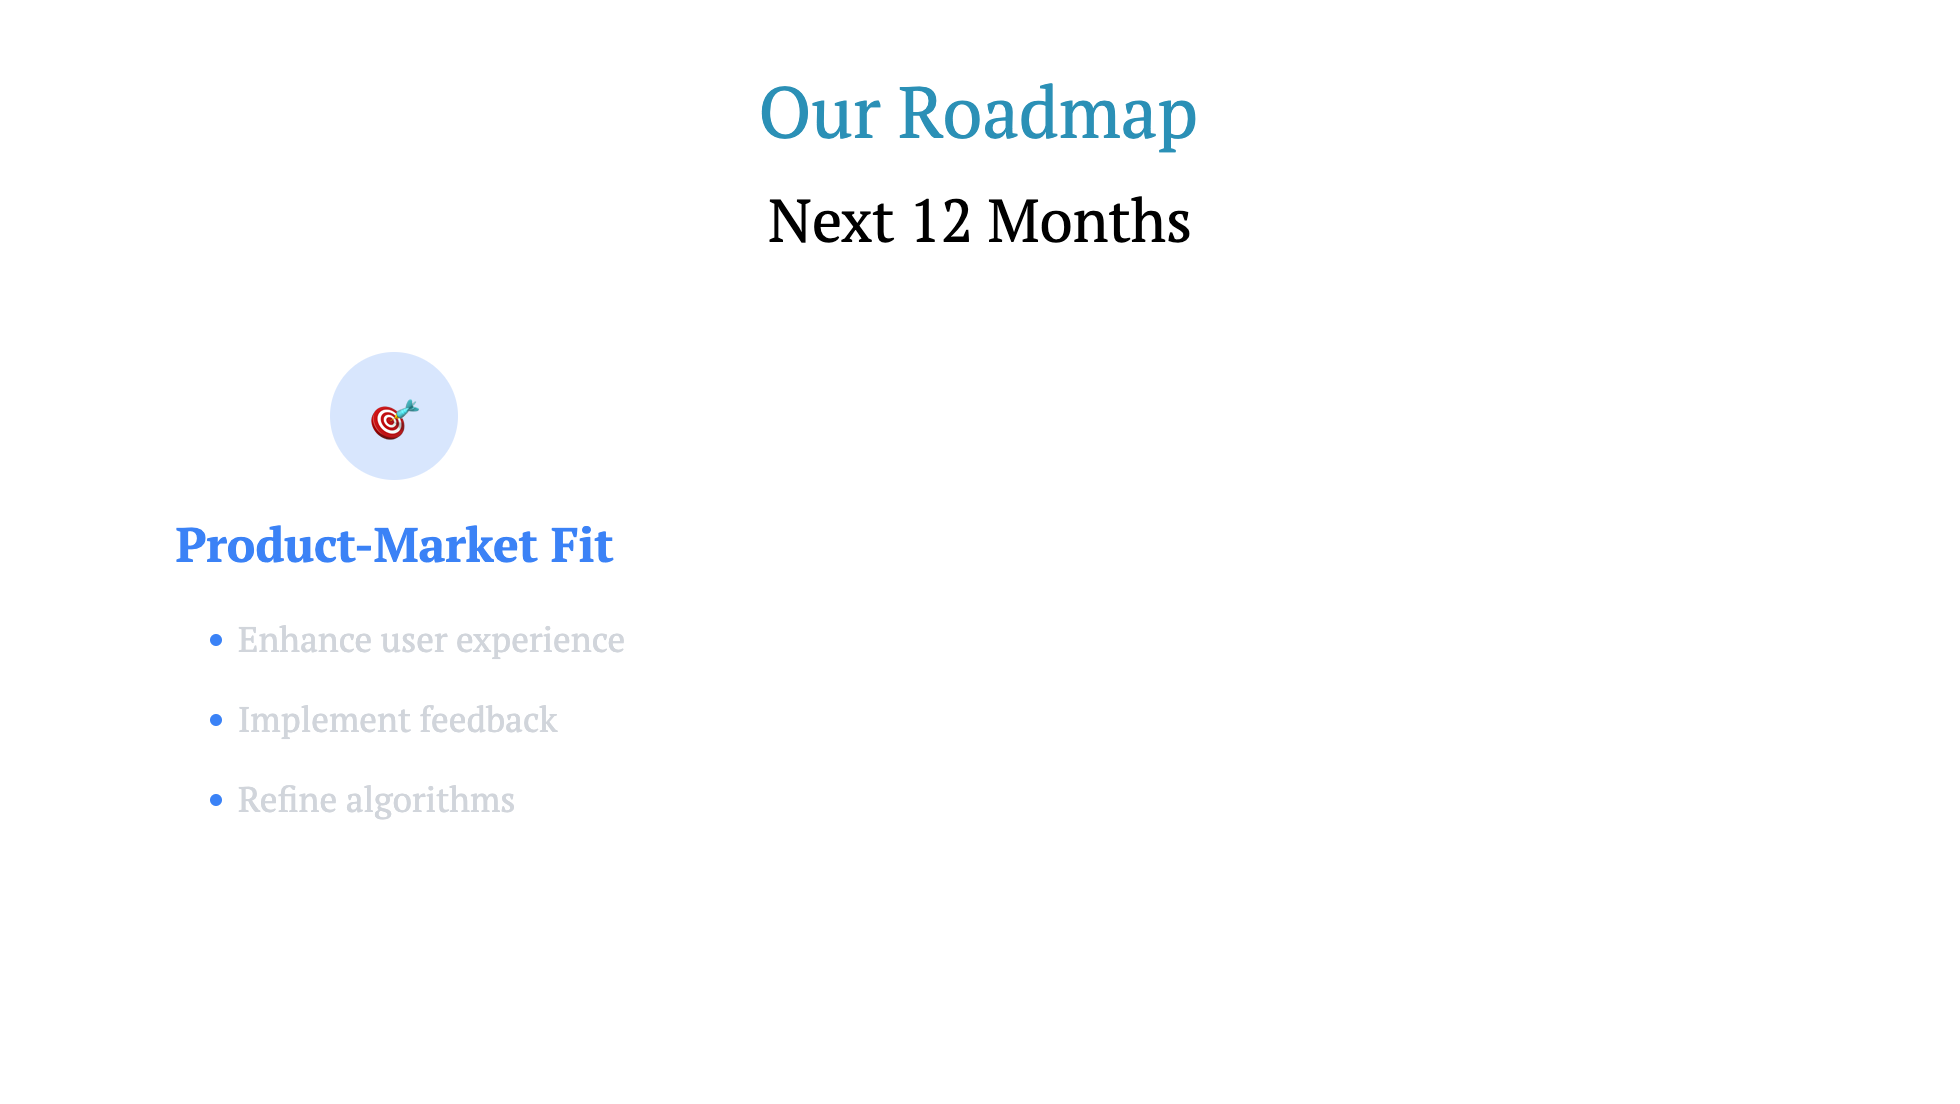 Our Roadmap
Next 12 Months
Product-Market Fit
Enhance user experience
Implement feedback
Refine algorithms